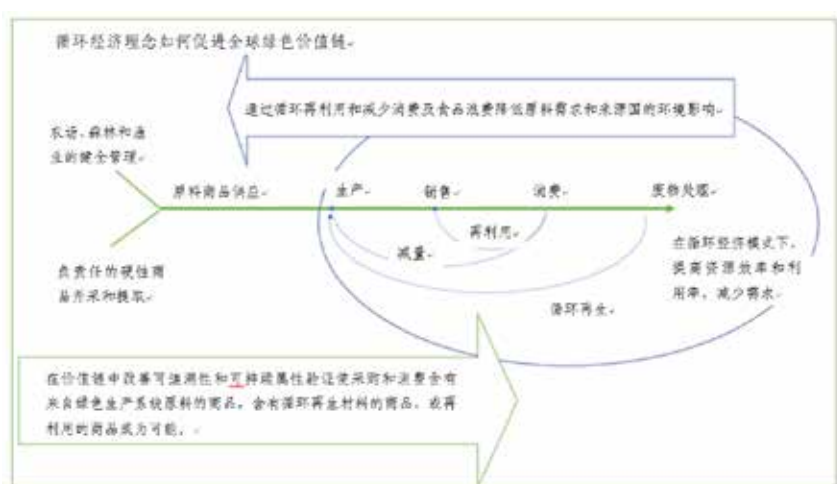 循环经济理念如何促进全球绿色价值链
通过循环再利用和减少消费及食品浪费降低原料需求和来源国的环境影响
农场、森林和渔
业的健全管理
原料商品供应
生产
销售
消费
废物处理
再利用
减量
在循环经济模式下,
提高资源效率和利
用率,减少需求
负责任的硬性商
品开采和提取
循环再生
在价值链中改善可追溯性和可持续属性验证使采购和消费含有
来自绿色生产系统原料的商品,含有循环再生材料的商品,或再
利用的商品成为可能,